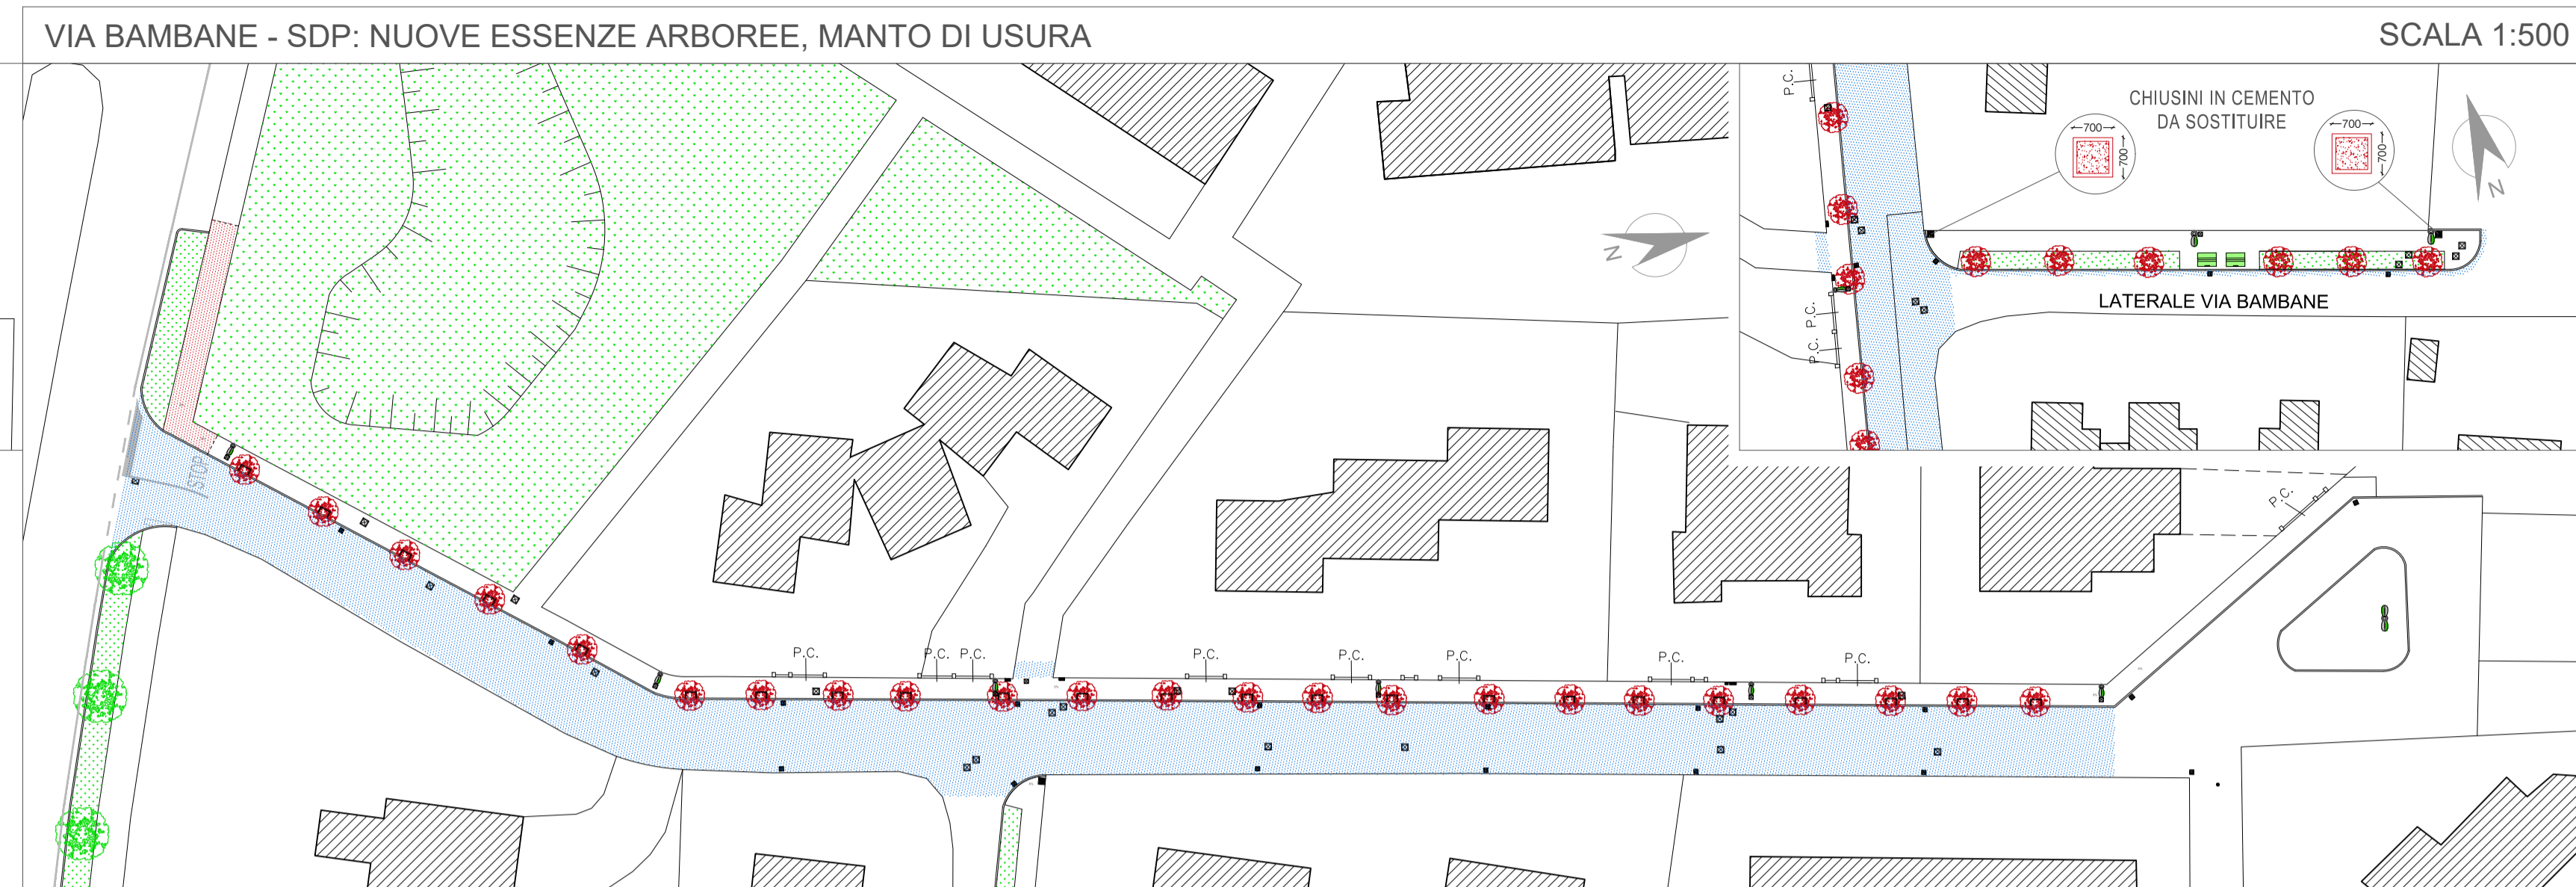 VIA BAMBANE - SDP: NUOVE ESSENZE ARBOREE, MANTO DI USURA
SCALA 1:500
P.C.
CHIUSINI IN CEMENTO
DA SOSTITUIRE
700
700
700
700
N
N
LATERALE VIA BAMBANE
P.C.
P.C.
STOP
P.C.
P.C.
P.C.
P.C.
P.C.
P.C.
P.C.
P.C.
P.C.